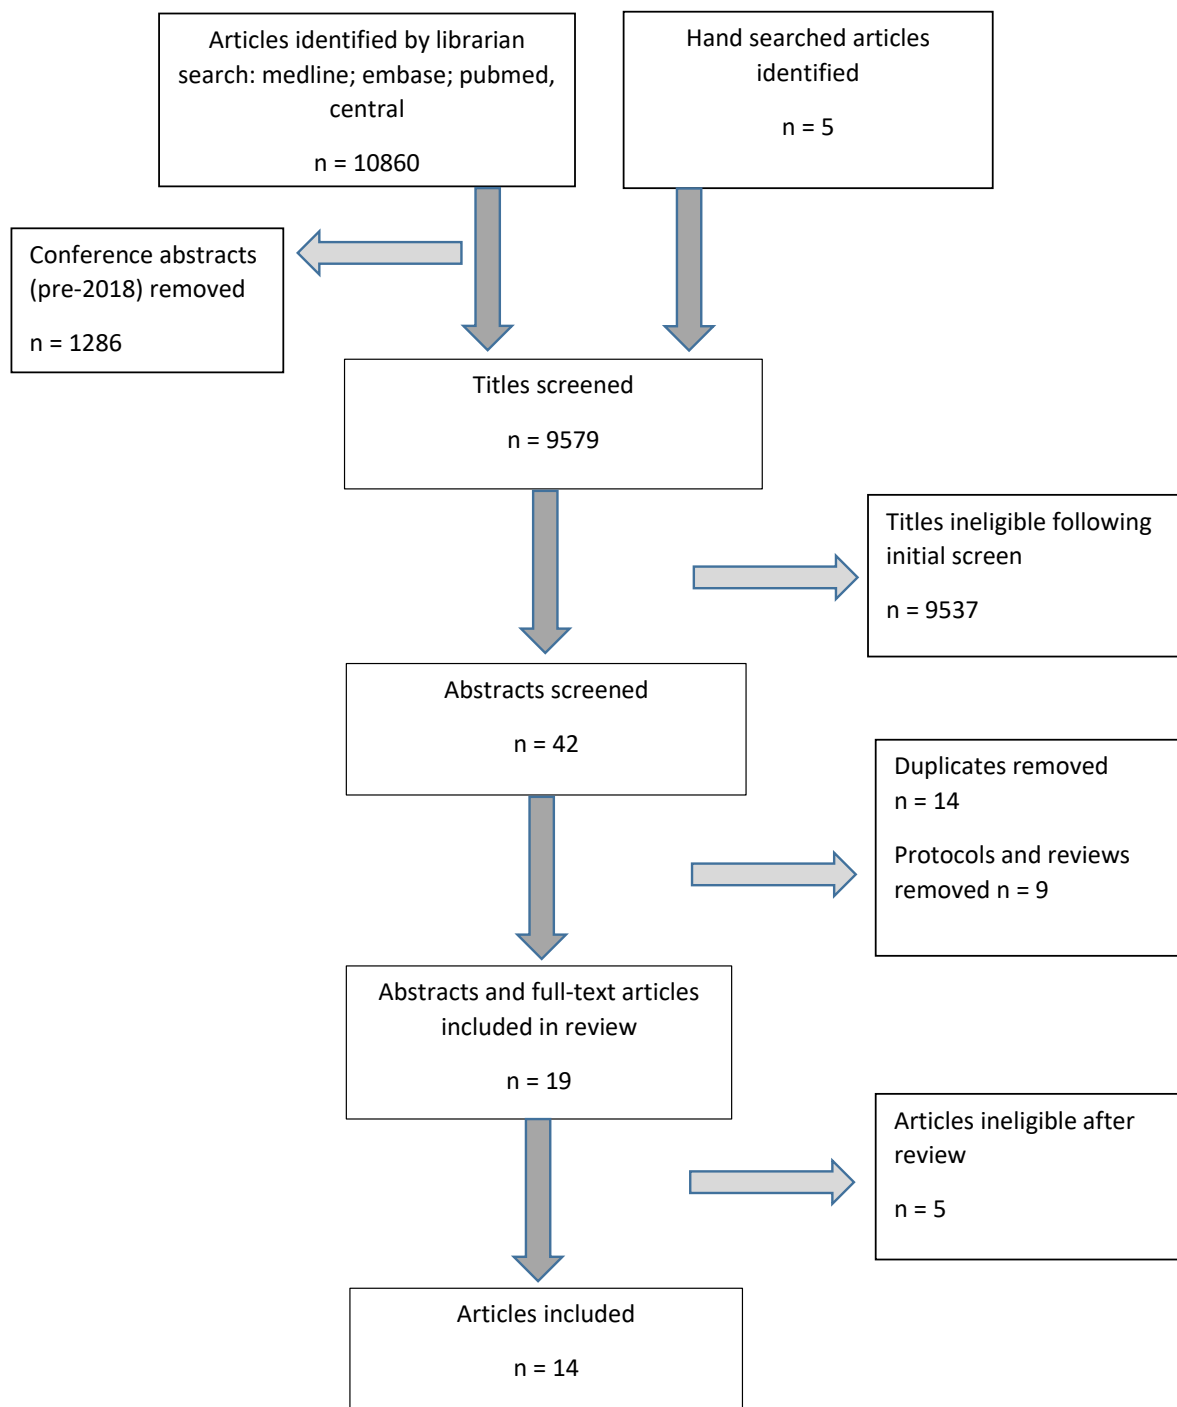 Articles identified by librarian
search: medline; embase; pubmed,
central
n = 10860
Hand searched articles
identified
n = 5
Conference abstracts
(pre-2018) removed
n = 1286
Titles screened
n = 9579
Titles ineligible following
initial screen
n = 9537
Abstracts screened
n = 42
Duplicates removed
n = 14
Protocols and reviews
removed n = 9
Abstracts and full-text articles
included in review
n = 19
Articles ineligible after
review
n = 5
Articles included
n = 14